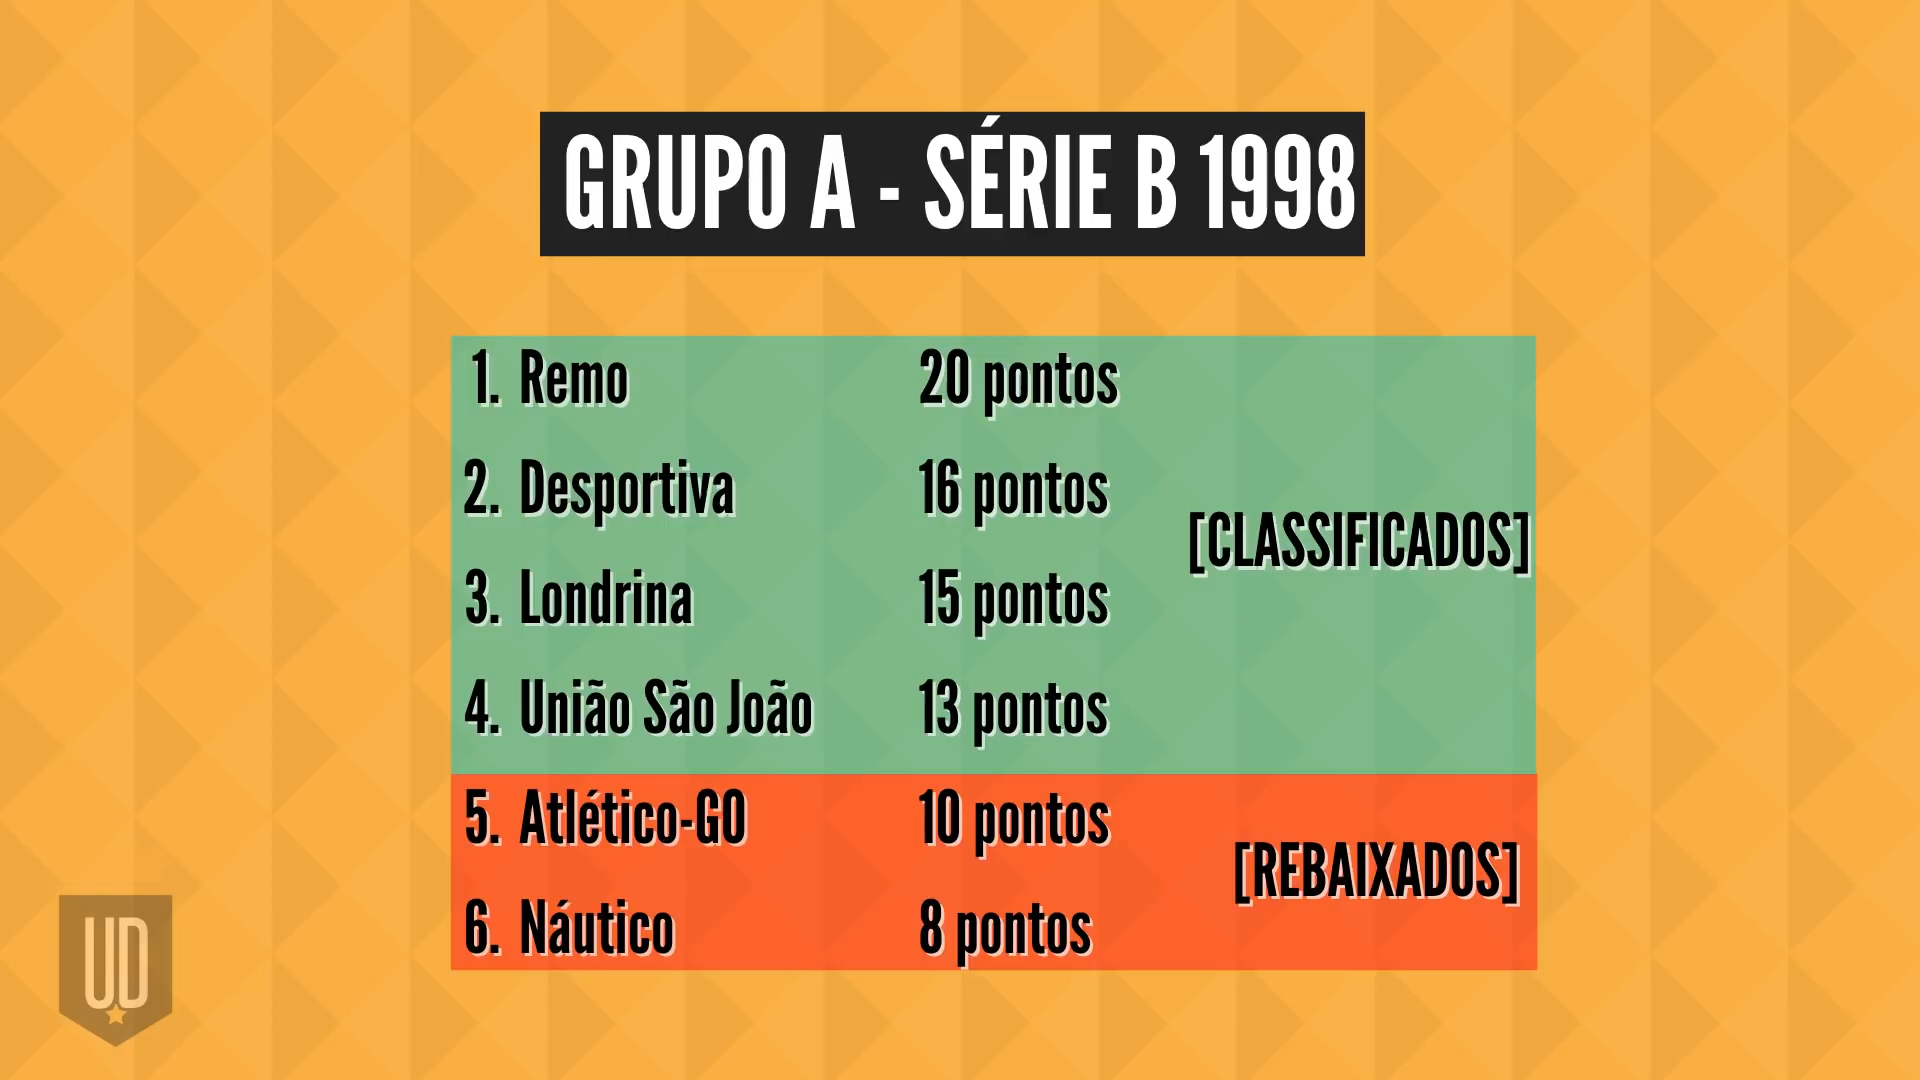 GRUPO A - SÉRIE B 1998
1. Remo 20 pontos
2. Desportiva 16 pontos
[CLASSIFICADOS]
3. Londrina 15 pontos
4. União São João 13 pontos
5. Atlético-GO 10 pontos
[REBAIXADOS]
6. Náutico 8 pontos
UD